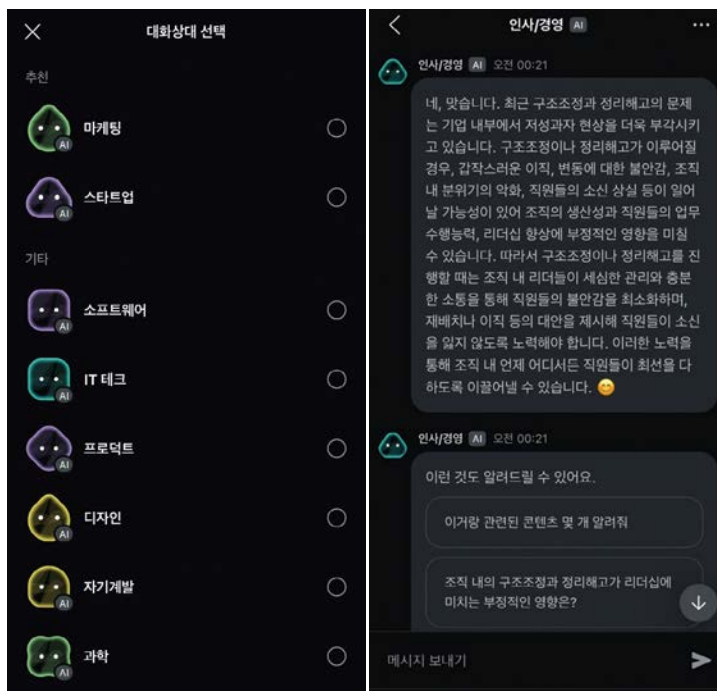 대화상대 선택
추천
마케팅
AI
스타트업
AI
기타
소프트웨어
AI
IT 테크
AI
프로덕트
AI
디자인
AI
자기계발
AI
과학
AI
인사/경영 AI
인사/경영 AI 오전 00:21
네, 맞습니다. 최근 구조조정과 정리해고의 문제
는 기업 내부에서 저성과자 현상을 더욱 부각시키
고 있습니다. 구조조정이나 정리해고가 이루어질
경우, 갑작스러운 이직, 변동에 대한 불안감, 조직
내 분위기의 악화, 직원들의 소신 상실 등이 일어
날 가능성이 있어 조직의 생산성과 직원들의 업무
수행능력, 리더십 향상에 부정적인 영향을 미칠
수 있습니다. 따라서 구조조정이나 정리해고를 진
행할 때는 조직 내 리더들이 세심한 관리와 충분
한 소통을 통해 직원들의 불안감을 최소화하며,
재배치나 이직 등의 대안을 제시해 직원들이 소신
을 잃지 않도록 노력해야 합니다. 이러한 노력을
통해 조직 내 언제 어디서든 직원들이 최선을 다
하도록 이끌어낼 수 있습니다. 😊
인사/경영 AI 오전 00:21
이런 것도 알려드릴 수 있어요.
이거랑 관련된 콘텐츠 몇 개 알려줘
조직 내의 구조조정과 정리해고가 리더십에
미치는 부정적인 영향은?
메시지 보내기